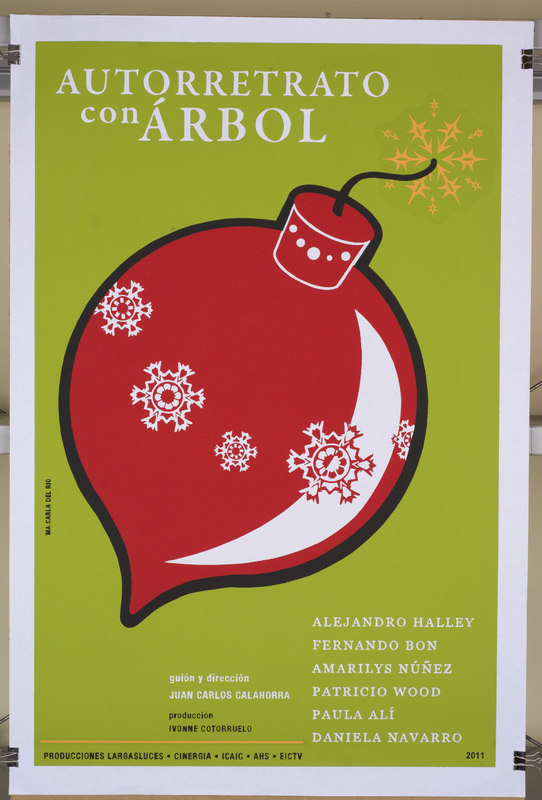 AUTORRETRATO
con ÁRBOL
MA.CARLA DEL RIO
ALEJANDRO HALLEY
FERNANDO BON
AMARILYS NÚÑEZ
PATRICIO WOOD
PAULA ALÍ
DANIELA NAVARRO
guión y dirección
JUAN CARLOS CALAHORRA
producción
IVONNE COTORRUELO
PRODUCCIONES LARGASLUCES • CINERGIA • ICAIC • AHS • EICTV
2011